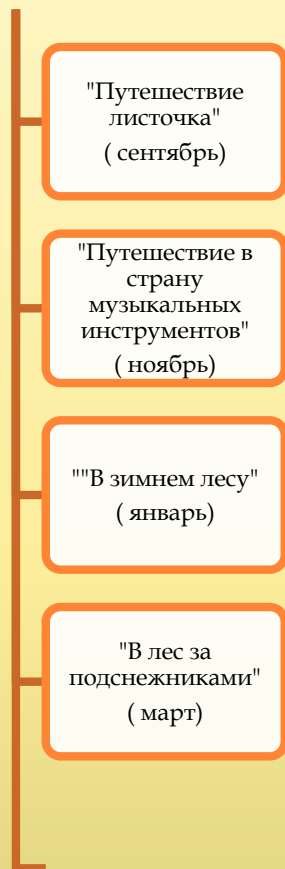 "Путешествие
листочка"
( сентябрь)
"Путешествие в
страну
музыкальных
инструментов"
( ноябрь)
""В зимнем лесу"
( январь)
"В лес за
подснежниками"
( март)